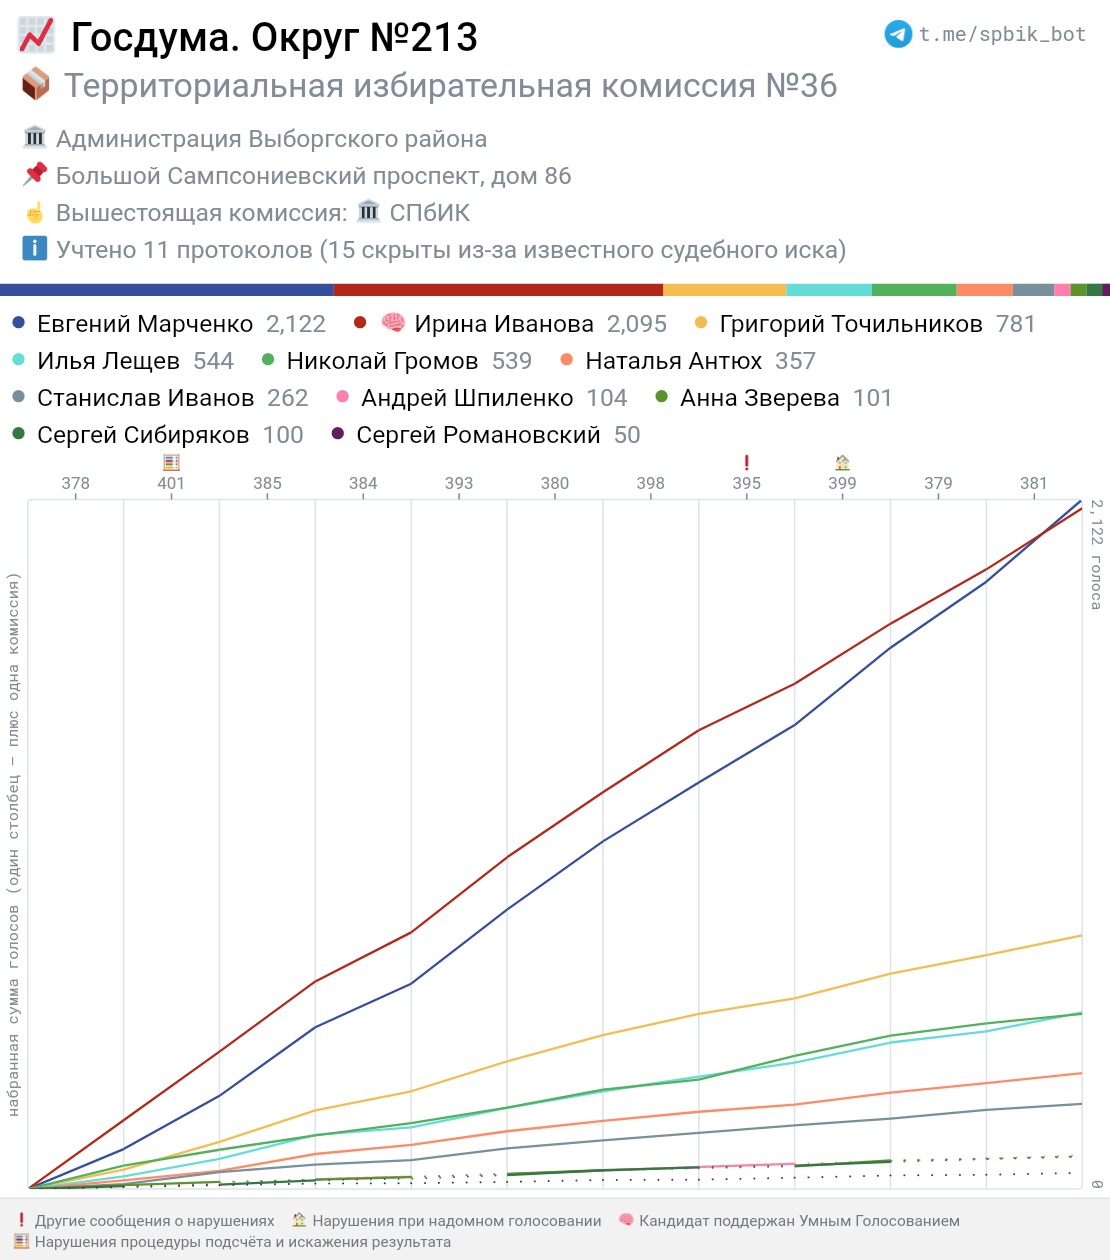 Госдума. Округ №213
t.me/spbik_bot
Территориальная избирательная комиссия №36
Администрация Выборгского района
Большой Сампсониевский проспект, дом 86
Вышестоящая комиссия: СПбИК
Учтено 11 протоколов (15 скрыты из-за известного судебного иска)
Евгений Марченко 2,122 Ирина Иванова 2,095 Григорий Точильников 781
Илья Лещев 544 Николай Громов 539 Наталья Антюх 357
Станислав Иванов 262 Андрей Шпиленко 104 Анна Зверева 101
Сергей Сибиряков 100 Сергей Романовский 50
378 401 385 384 393 380 398 395 399 379 381
набранная сумма голосов (один столбец – плюс одна комиссия)
2,122 голоса
0
Другие сообщения о нарушениях Нарушения при надомном голосовании Кандидат поддержан Умным Голосованием
Нарушения процедуры подсчёта и искажения результата